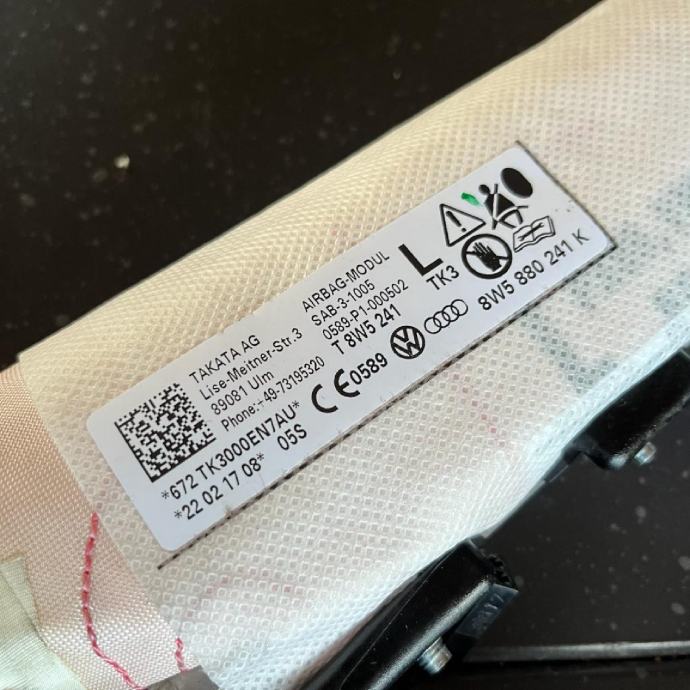 TAKATA AG
Lise-Meitner-Str.3
89081 Ulm
Phone:+49-73195320
AIRBAG-MODUL
SAB-3-1005
0589-P1-000502
T 8W5 241
L
TK3
CE0589
8W5 880 241 K
*672 TK3000EN7AU*
*22 02 17 08* 05S